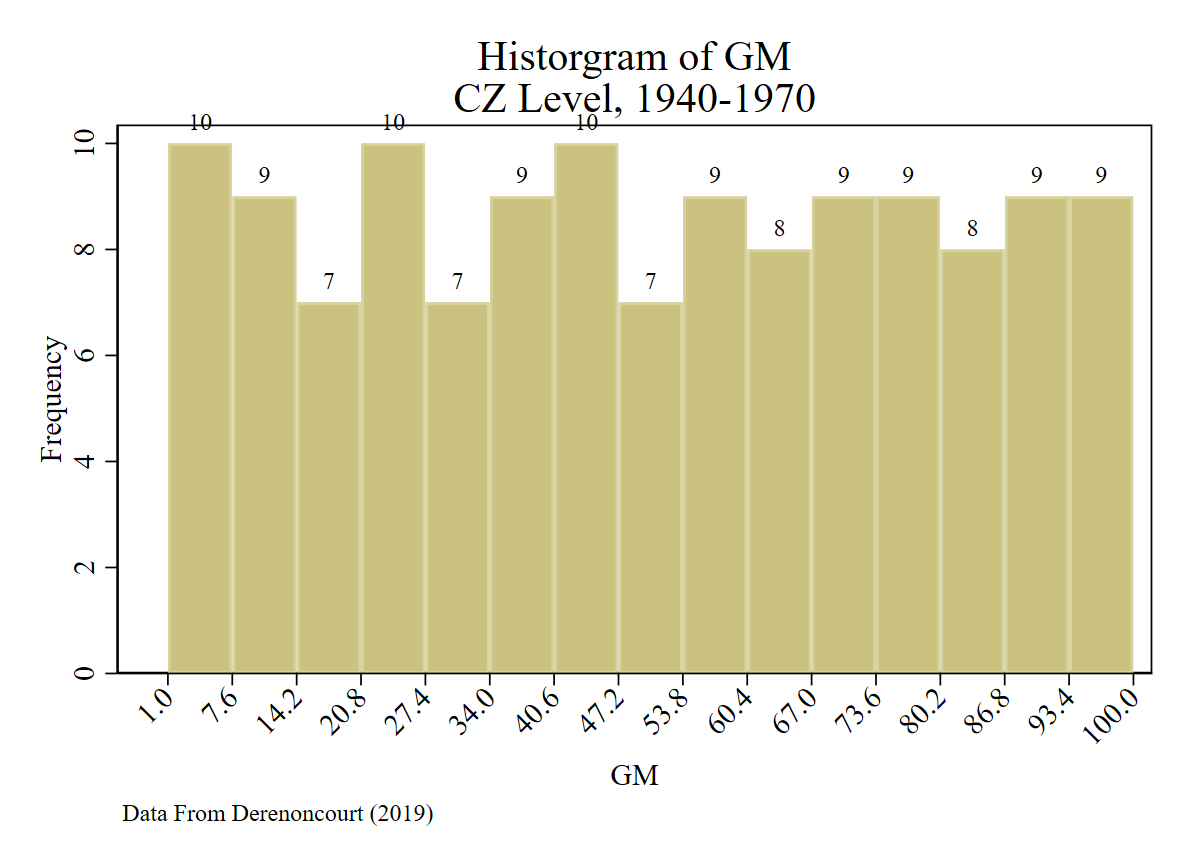 Historgram of GM
CZ Level, 1940-1970
10 9 7 10 7 9 10 7 9 8 9 9 8 9 9
Frequency
10
8
6
4
2
0
1.0 7.6 14.2 20.8 27.4 34.0 40.6 47.2 53.8 60.4 67.0 73.6 80.2 86.8 93.4 100.0
GM
Data From Derenoncourt (2019)